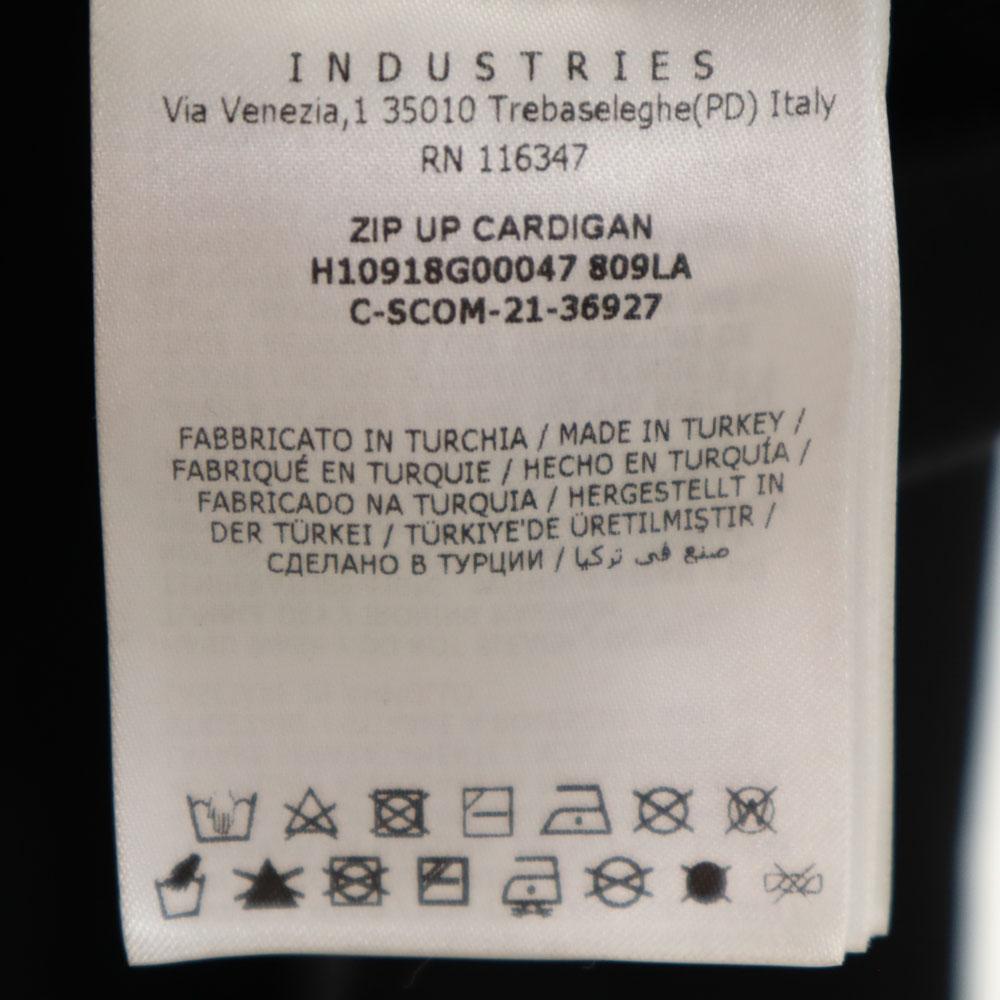 INDUSTRIES
Via Venezia,1 35010 Trebaseleghe(PD) Italy
RN 116347
ZIP UP CARDIGAN
H10918G00047 809LA
C-SCOM-21-36927
FABBRICATO IN TURCHIA / MADE IN TURKEY /
FABRIQUÉ EN TURQUIE / HECHO EN TURQUÍA /
FABRICADO NA TURQUIA / HERGESTELLT IN
DER TÜRKEI / TÜRKIYE'DE ÜRETILMIŞTIR /
СДЕЛАНО В ТУРЦИИ / صنع في تركيا